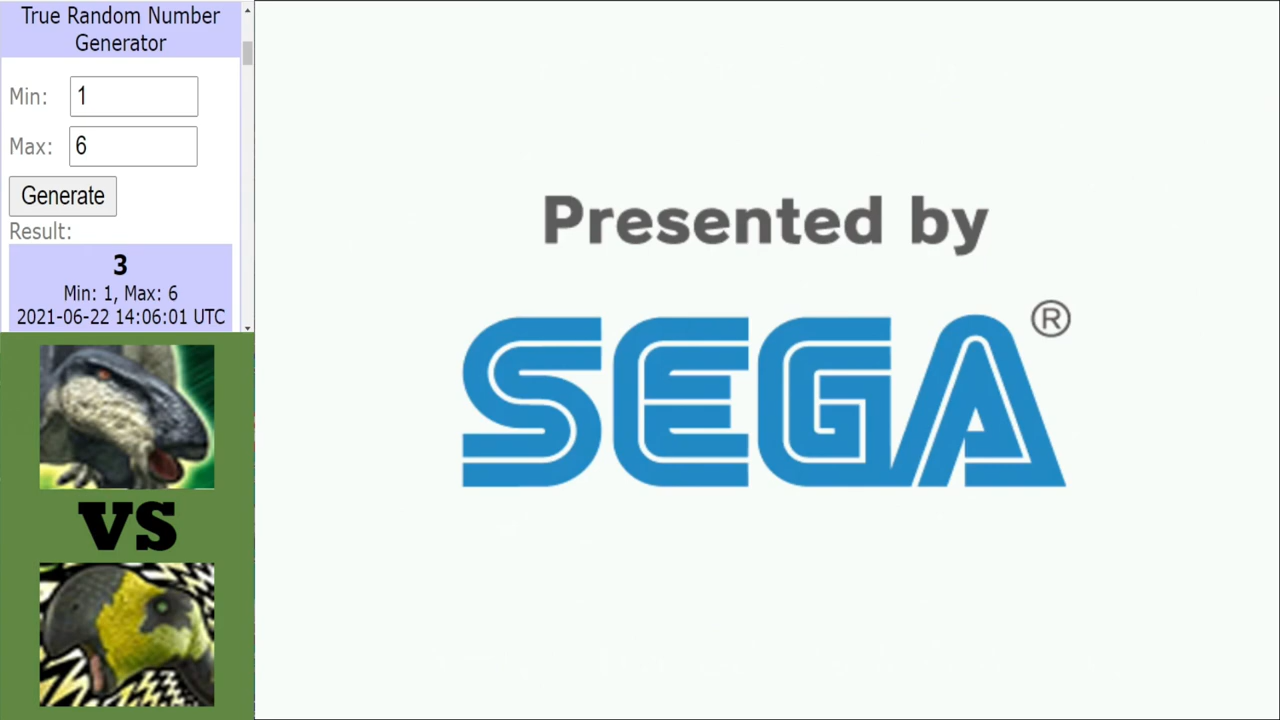 True Random Number
Generator
Min: 1
Max: 6
Generate
Result:
3
Min: 1, Max: 6
2021-06-22 14:06:01 UTC
VS
Presented by
SEGA®